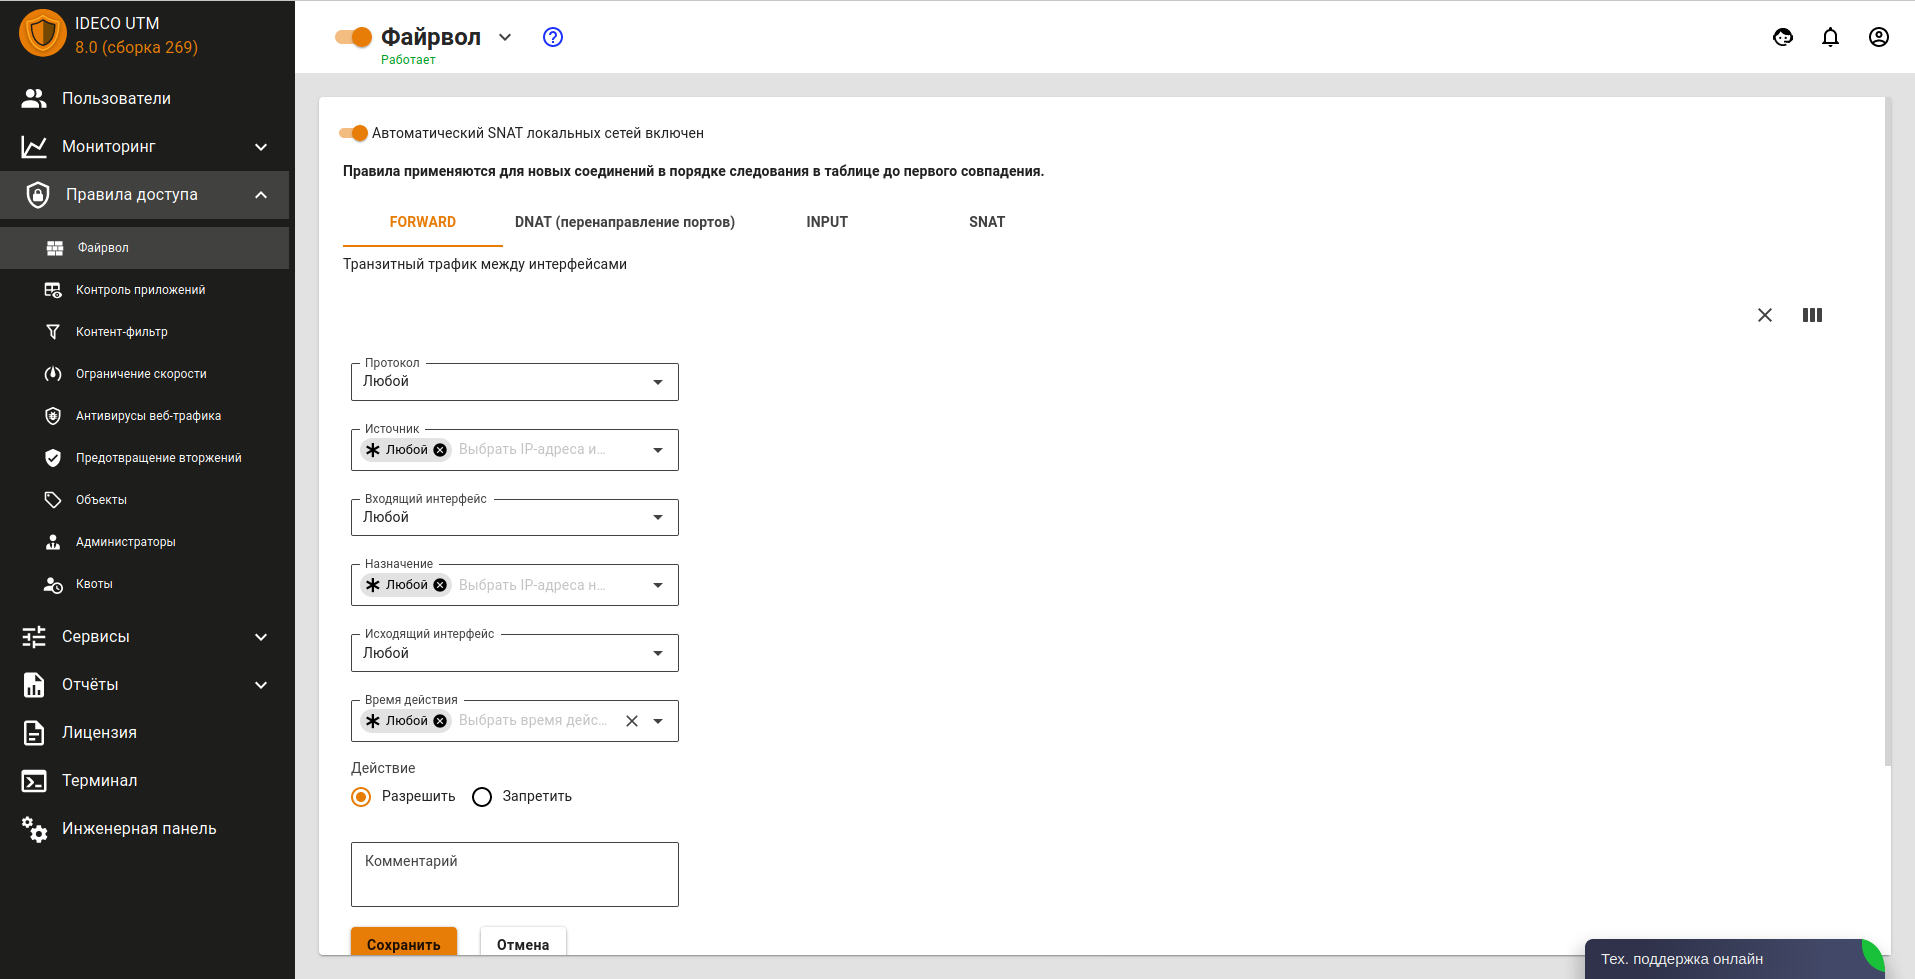 IDECO UTM
8.0 (сборка 269)
Пользователи
Мониторинг
Правила доступа
Файрвол
Контроль приложений
Контент-фильтр
Ограничение скорости
Антивирусы веб-трафика
Предотвращение вторжений
Объекты
Администраторы
Квоты
Сервисы
Отчёты
Лицензия
Терминал
Инженерная панель
Файрвол
Работает
Автоматический SNAT локальных сетей включен
Правила применяются для новых соединений в порядке следования в таблице до первого совпадения.
FORWARD DNAT (перенаправление портов) INPUT SNAT
Транзитный трафик между интерфейсами
Протокол
Любой
Источник
Любой Выбрать IP-адреса и...
Входящий интерфейс
Любой
Назначение
Любой Выбрать IP-адреса н...
Исходящий интерфейс
Любой
Время действия
Любой Выбрать время дейс...
Действие
Разрешить Запретить
Комментарий
Сохранить Отмена
Тех. поддержка онлайн